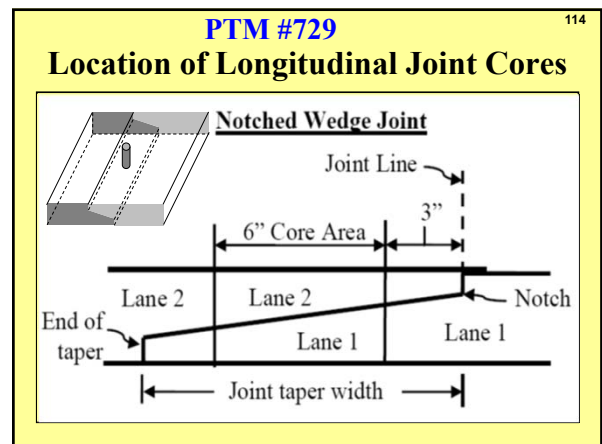 PTM #729
114
Location of Longitudinal Joint Cores
Notched Wedge Joint
Joint Line
6” Core Area
3”
Lane 2
Lane 2
Notch
End of
taper
Lane 1
Lane 1
Joint taper width